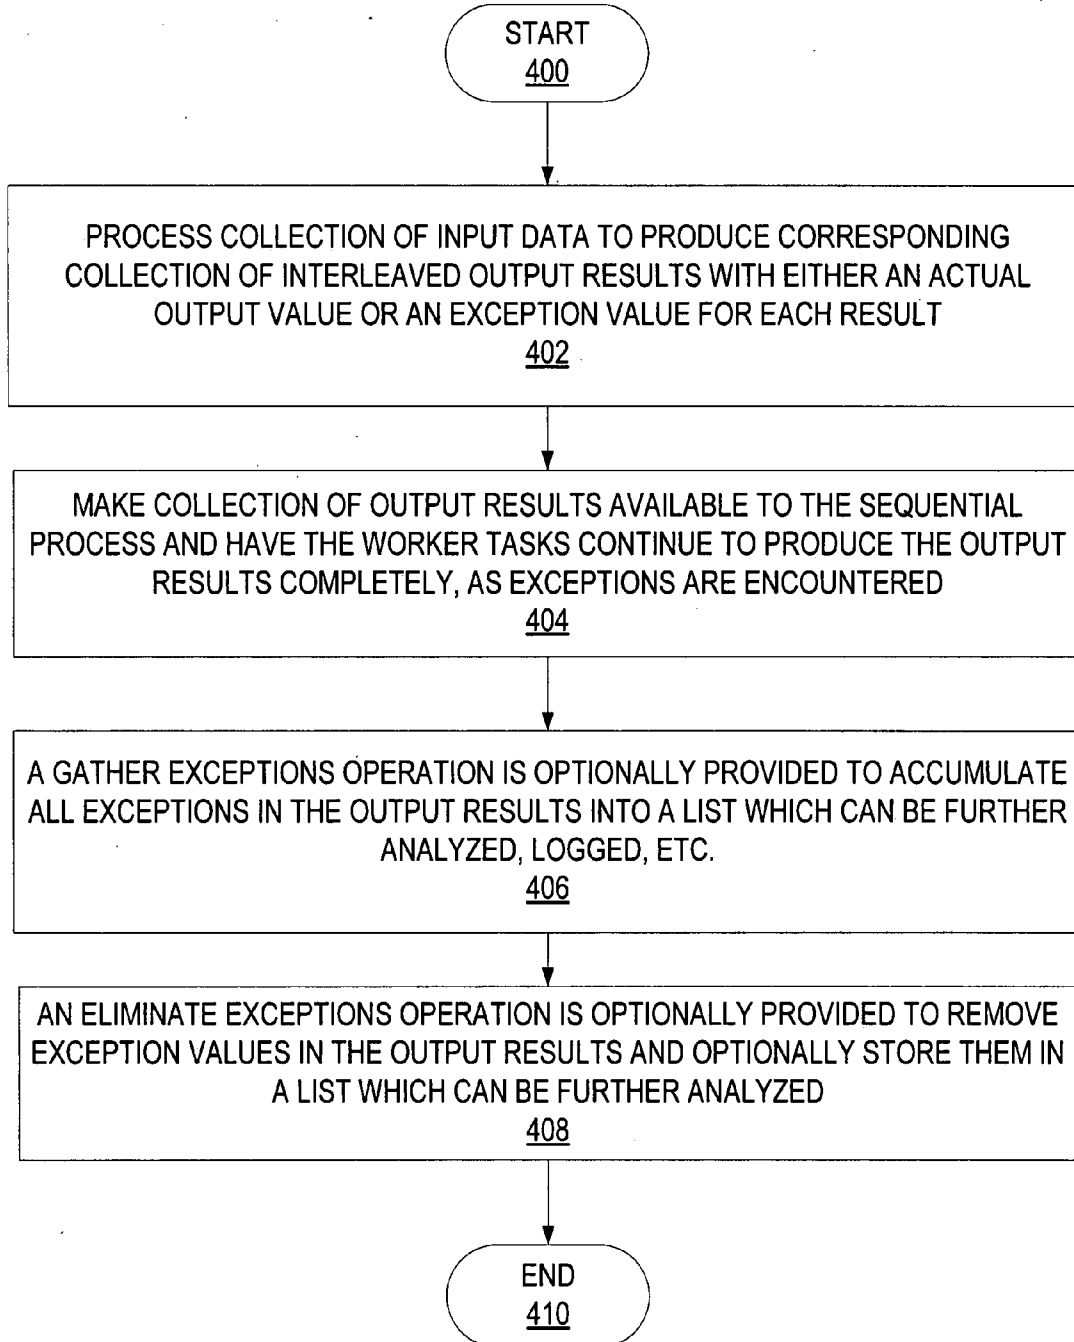 START
400
PROCESS COLLECTION OF INPUT DATA TO PRODUCE CORRESPONDING
COLLECTION OF INTERLEAVED OUTPUT RESULTS WITH EITHER AN ACTUAL
OUTPUT VALUE OR AN EXCEPTION VALUE FOR EACH RESULT
402
MAKE COLLECTION OF OUTPUT RESULTS AVAILABLE TO THE SEQUENTIAL
PROCESS AND HAVE THE WORKER TASKS CONTINUE TO PRODUCE THE OUTPUT
RESULTS COMPLETELY, AS EXCEPTIONS ARE ENCOUNTERED
404
A GATHER EXCEPTIONS OPERATION IS OPTIONALLY PROVIDED TO ACCUMULATE
ALL EXCEPTIONS IN THE OUTPUT RESULTS INTO A LIST WHICH CAN BE FURTHER
ANALYZED, LOGGED, ETC.
406
AN ELIMINATE EXCEPTIONS OPERATION IS OPTIONALLY PROVIDED TO REMOVE
EXCEPTION VALUES IN THE OUTPUT RESULTS AND OPTIONALLY STORE THEM IN
A LIST WHICH CAN BE FURTHER ANALYZED
408
END
410